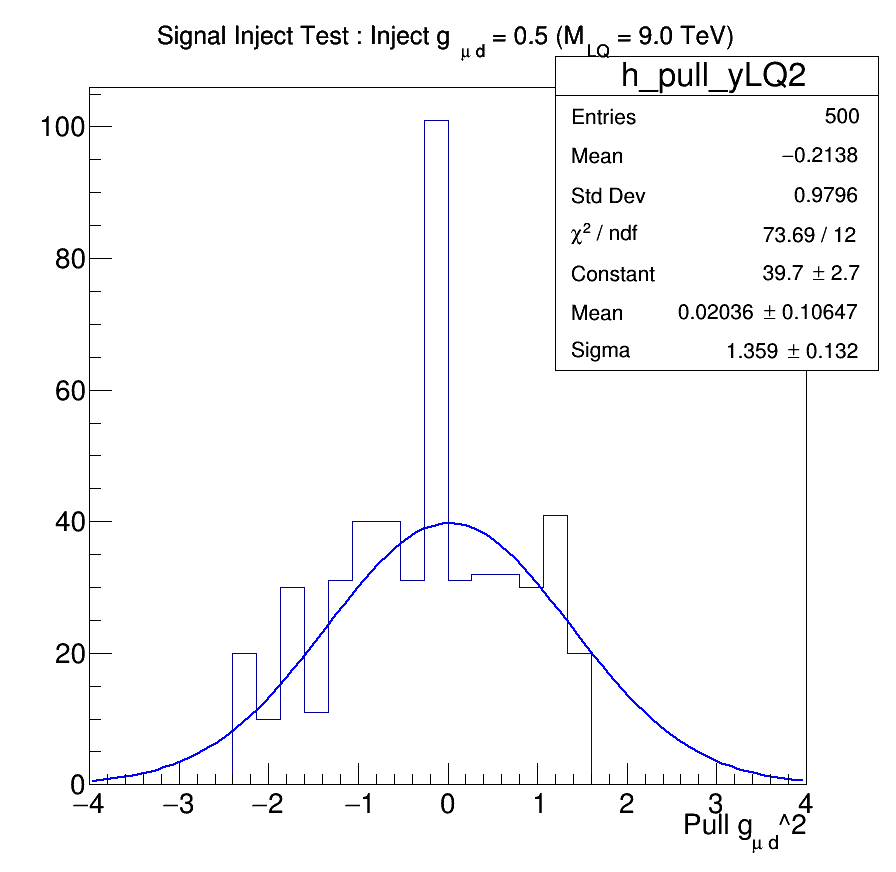 Signal Inject Test : Inject g μ d = 0.5 (M LQ = 9.0 TeV)
h_pull_yLQ2
Entries 500
Mean −0.2138
Std Dev 0.9796
χ² / ndf 73.69 / 12
Constant 39.7 ± 2.7
Mean 0.02036 ± 0.10647
Sigma 1.359 ± 0.132
100
80
60
40
20
0
−4 −3 −2 −1 0 1 2 3 4
Pull g μ d ^2